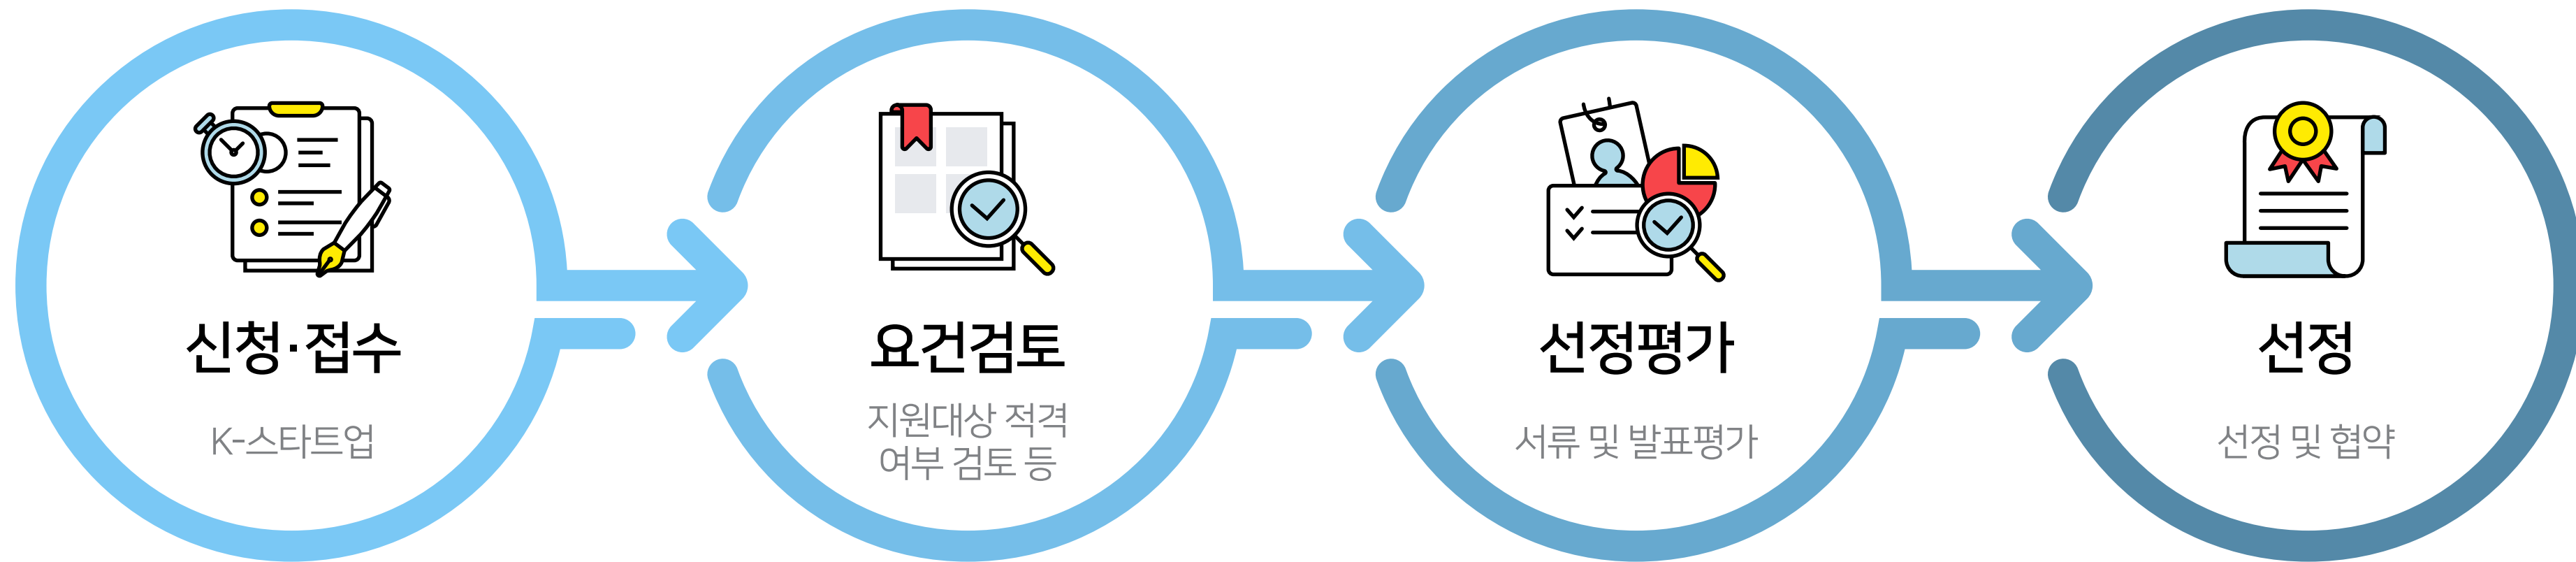 신청·접수
K-스타트업
요건검토
지원대상 적격
여부 검토 등
선정평가
서류 및 발표평가
선정
선정 및 협약